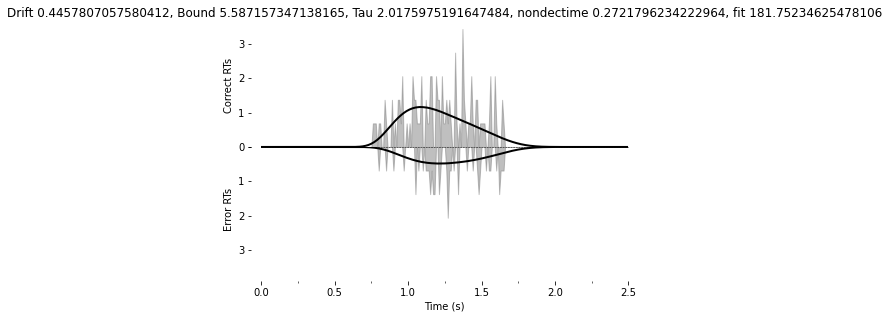 Drift 0.4457807057580412, Bound 5.587157347138165, Tau 2.0175975191647484, nondectime 0.2721796234222964, fit 181.75234625478106
3
2
1
0
1
2
3
Correct RTs
Error RTs
0.0 0.5 1.0 1.5 2.0 2.5
Time (s)